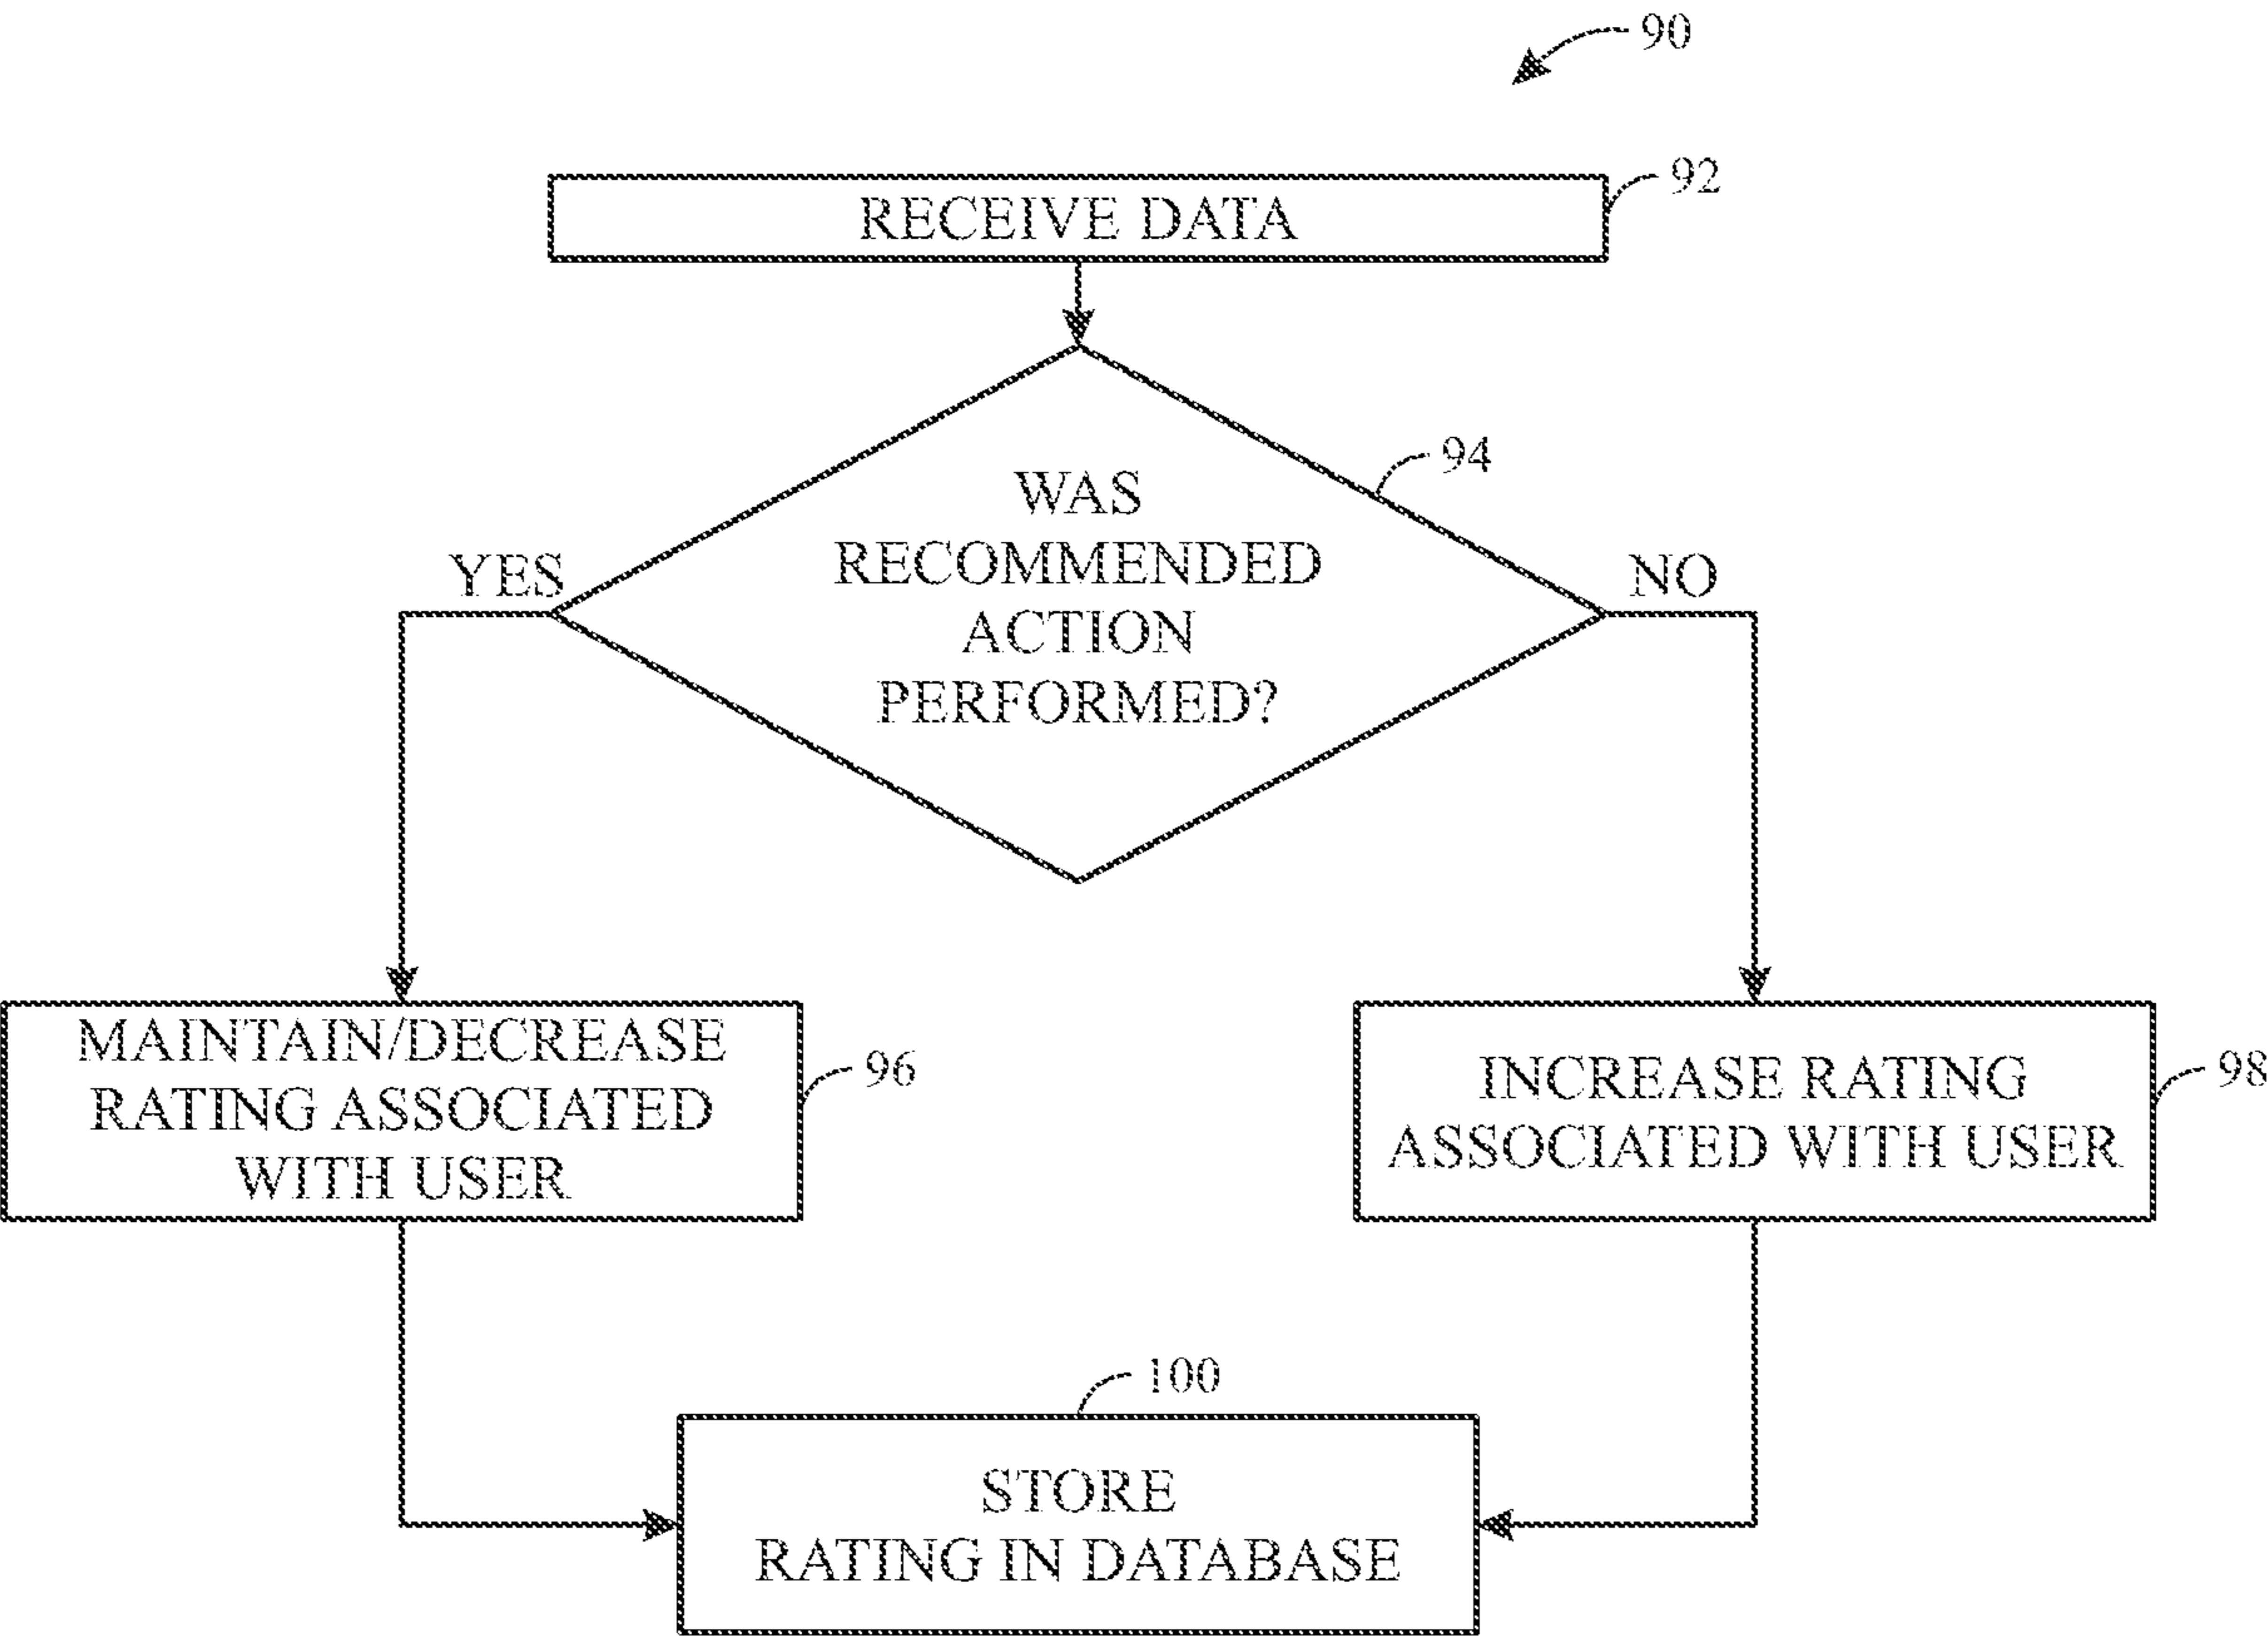 90
RECEIVE DATA
92
WAS
RECOMMENDED
ACTION
PERFORMED?
94
YES
NO
MAINTAIN/DECREASE
RATING ASSOCIATED
WITH USER
96
INCREASE RATING
ASSOCIATED WITH USER
98
100
STORE
RATING IN DATABASE